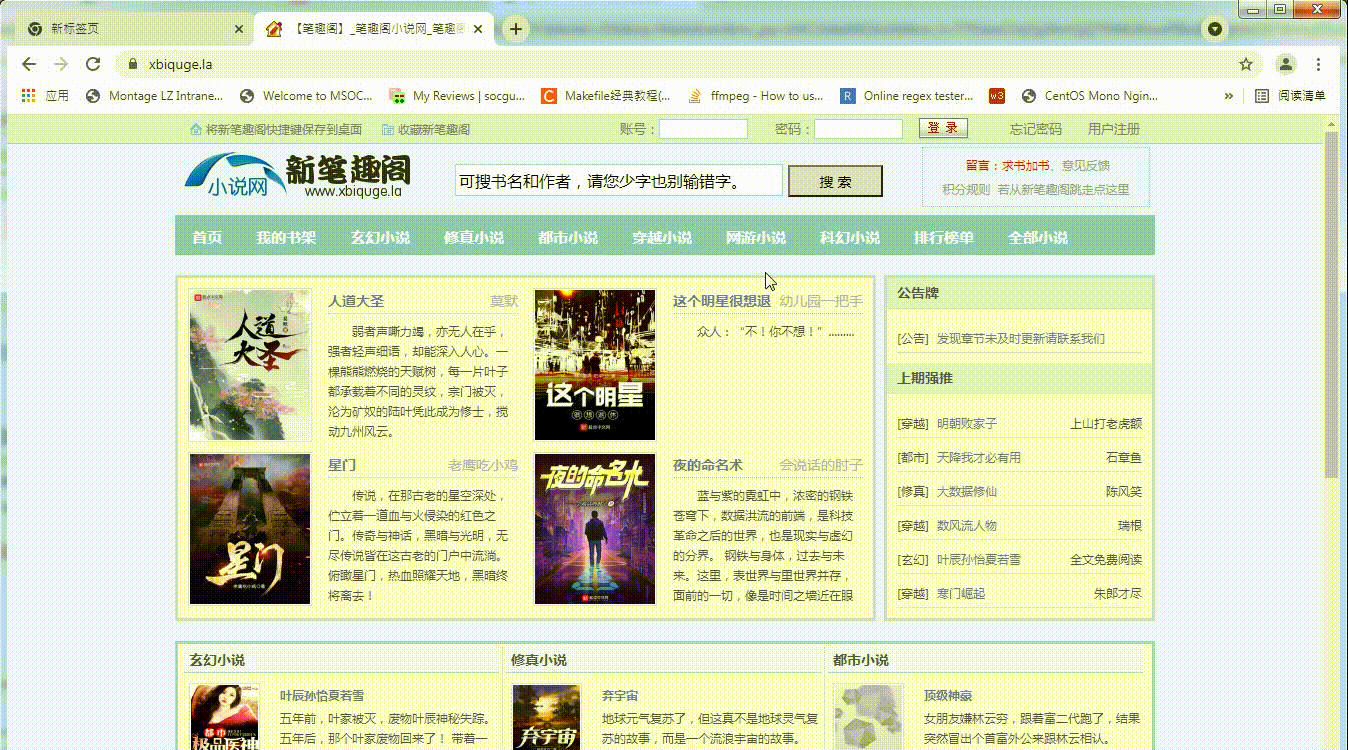 新标签页
【笔趣阁】_笔趣阁小说网_笔趣阁
xbiquge.la
应用 Montage LZ Intrane... Welcome to MSOC... My Reviews | socgu... Makefile经典教程(... ffmpeg - How to us... Online regex tester... w3 CentOS Mono Ngin... » 阅读清单
将新笔趣阁快捷键保存到桌面 收藏新笔趣阁 账号： 密码： 登 录 忘记密码 用户注册
小说网 新笔趣阁
www.xbiquge.la
可搜书名和作者，请您少字也别输错字。 搜 索
留言：求书加书、意见反馈
积分规则 若从新笔趣阁跳走点这里
首页 我的书架 玄幻小说 修真小说 都市小说 穿越小说 网游小说 科幻小说 排行榜单 全部小说
人道大圣
人道大圣 莫默
弱者声嘶力竭，亦无人在乎，
强者轻声细语，却能深入人心。一
棵能能燃烧的天赋树，每一片叶子
都承载着不同的灵纹，宗门被灭，
沦为矿奴的陆叶凭此成为修士，搅
动九州风云。
这个明星
这个明星很想退 幼儿园一把手
众人：“不！你不想！”.........
星门
星门 老鹰吃小鸡
传说，在那古老的星空深处，
伫立着一道血与火侵染的红色之
门。传奇与神话，黑暗与光明，无
尽传说皆在这古老的门户中流淌。
俯瞰星门，热血照耀天地，黑暗终
将离去！
夜的命名术
夜的命名术 会说话的肘子
蓝与紫的霓虹中，浓密的钢铁
苍穹下，数据洪流的前端，是科技
革命之后的世界，也是现实与虚幻
的分界。 钢铁与身体，过去与未
来。这里，表世界与里世界并存，
面前的一切，像是时间之墙近在眼
公告牌
[公告] 发现章节未及时更新请联系我们
上期强推
[穿越] 明朝败家子 上山打老虎额
[都市] 天降我才必有用 石章鱼
[修真] 大数据修仙 陈风笑
[都市] 数风流人物 瑞根
[玄幻] 叶辰孙怡夏若雪 全文免费阅读
[穿越] 寒门崛起 朱郎才尽
玄幻小说
都市
极品医神
叶辰孙怡夏若雪
五年前，叶家被灭，废物叶辰神秘失踪。
五年后，那个叶家废物回来了！ 带着一
修真小说
弃宇宙
弃宇宙
地球元气复苏了，但这真不是地球灵气复
苏的故事，而是一个流浪宇宙的故事。
都市小说
顶级神豪
女朋友嫌林云穷，跟着富二代跑了，结果
突然冒出个首富外公来跟林云相认。